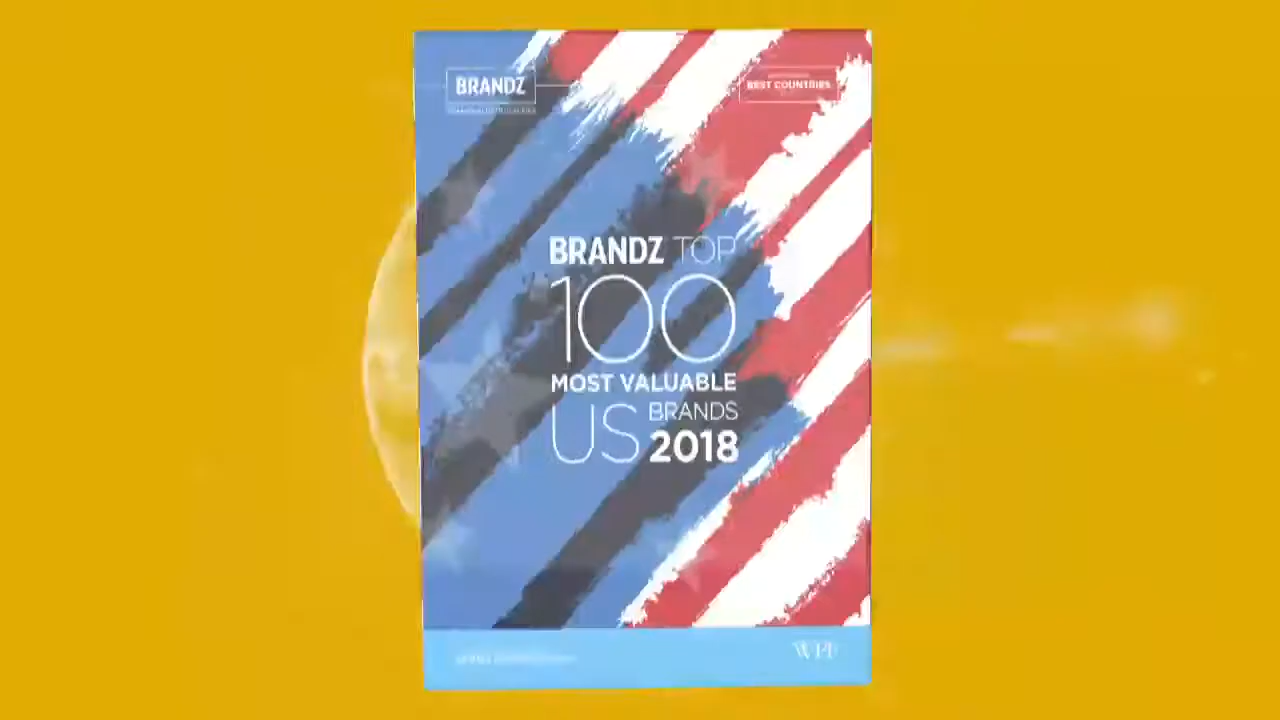 BRANDZ
BEST COUNTRIES
BRANDZ TOP
100
MOST VALUABLE
US BRANDS
2018
WPP